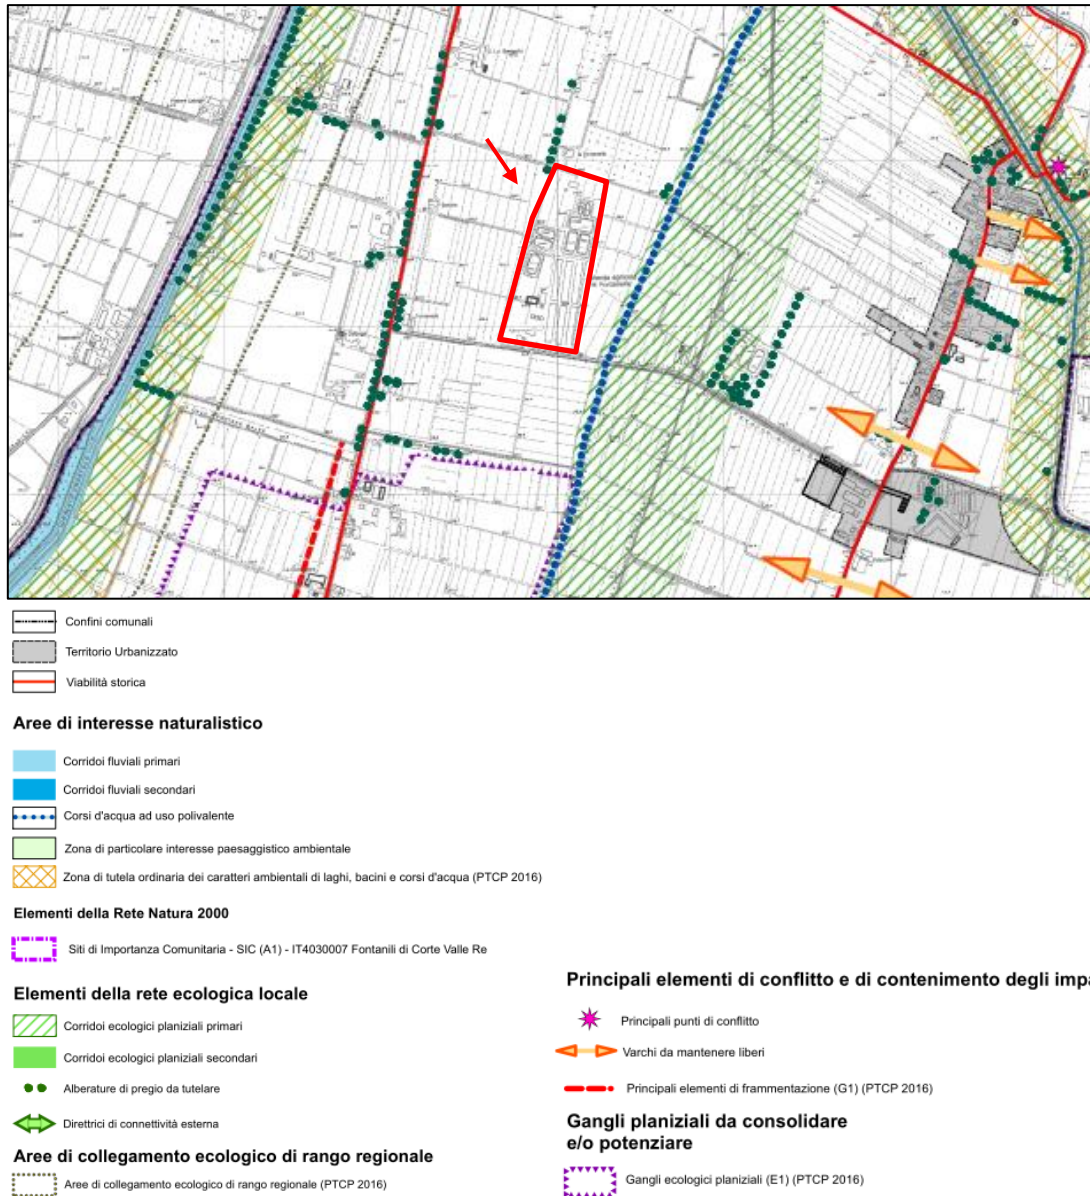 Confini comunali
Territorio Urbanizzato
Viabilità storica
Aree di interesse naturalistico
Corridoi fluviali primari
Corridoi fluviali secondari
Corsi d'acqua ad uso polivalente
Zona di particolare interesse paesaggistico ambientale
Zona di tutela ordinaria dei caratteri ambientali di laghi, bacini e corsi d'acqua (PTCP 2016)
Elementi della Rete Natura 2000
Siti di Importanza Comunitaria - SIC (A1) - IT4030007 Fontanili di Corte Valle Re
Elementi della rete ecologica locale
Corridoi ecologici planiziali primari
Corridoi ecologici planiziali secondari
Alberature di pregio da tutelare
Direttrici di connettività esterna
Aree di collegamento ecologico di rango regionale
Aree di collegamento ecologico di rango regionale (PTCP 2016)
Principali elementi di conflitto e di contenimento degli impa
Principali punti di conflitto
Varchi da mantenere liberi
Principali elementi di frammentazione (G1) (PTCP 2016)
Gangli planiziali da consolidare
e/o potenziare
Gangli ecologici planiziali (E1) (PTCP 2016)